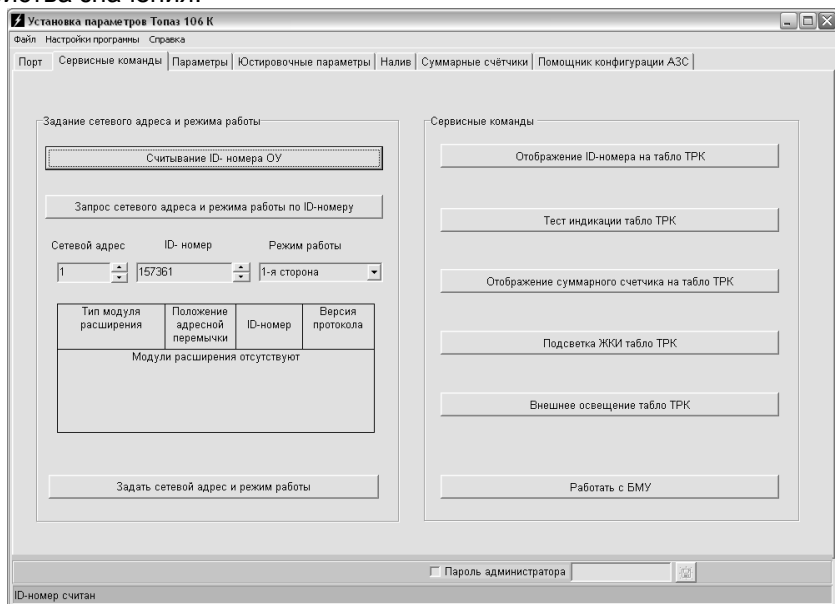 значения.
Установка параметров Топаз 106 К
Файл Настройки программы Справка
Порт Сервисные команды Параметры Юстировочные параметры Налив Суммарные счётчики Помощник конфигурации АЗС
Задание сетевого адреса и режима работы
Считывание ID- номера ОУ
Запрос сетевого адреса и режима работы по ID-номеру
Сетевой адрес ID- номер Режим работы
1 157361 1-я сторона
Тип модуля расширения Положение адресной перемычки ID-номер Версия протокола
Модули расширения отсутствуют
Задать сетевой адрес и режим работы
Сервисные команды
Отображение ID-номера на табло ТРК
Тест индикации табло ТРК
Отображение суммарного счетчика на табло ТРК
Подсветка ЖКИ табло ТРК
Внешнее освещение табло ТРК
Работать с БМУ
Пароль администратора
ID-номер считан